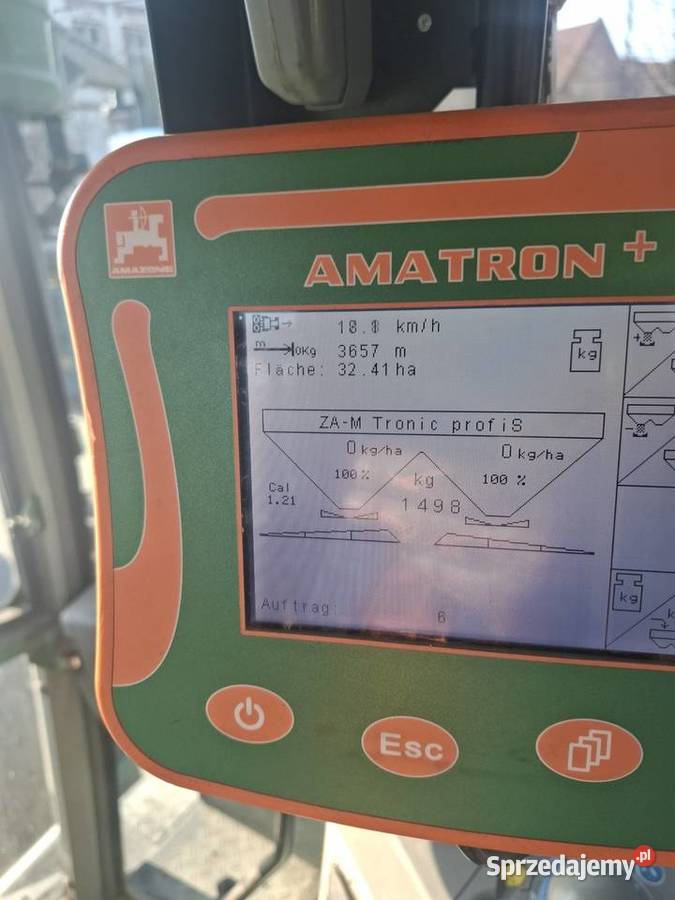 AMAZONE
AMATRON+
18.1 km/h
m 0Kg 3657 m
Fläche: 32.41 ha
kg
ZA-M Tronic profiS
0 kg/ha 0 kg/ha
100 % kg 100 %
Cal
1.21
1498
kg
Auftrag: 6
Esc
Sprzedajemy.pl